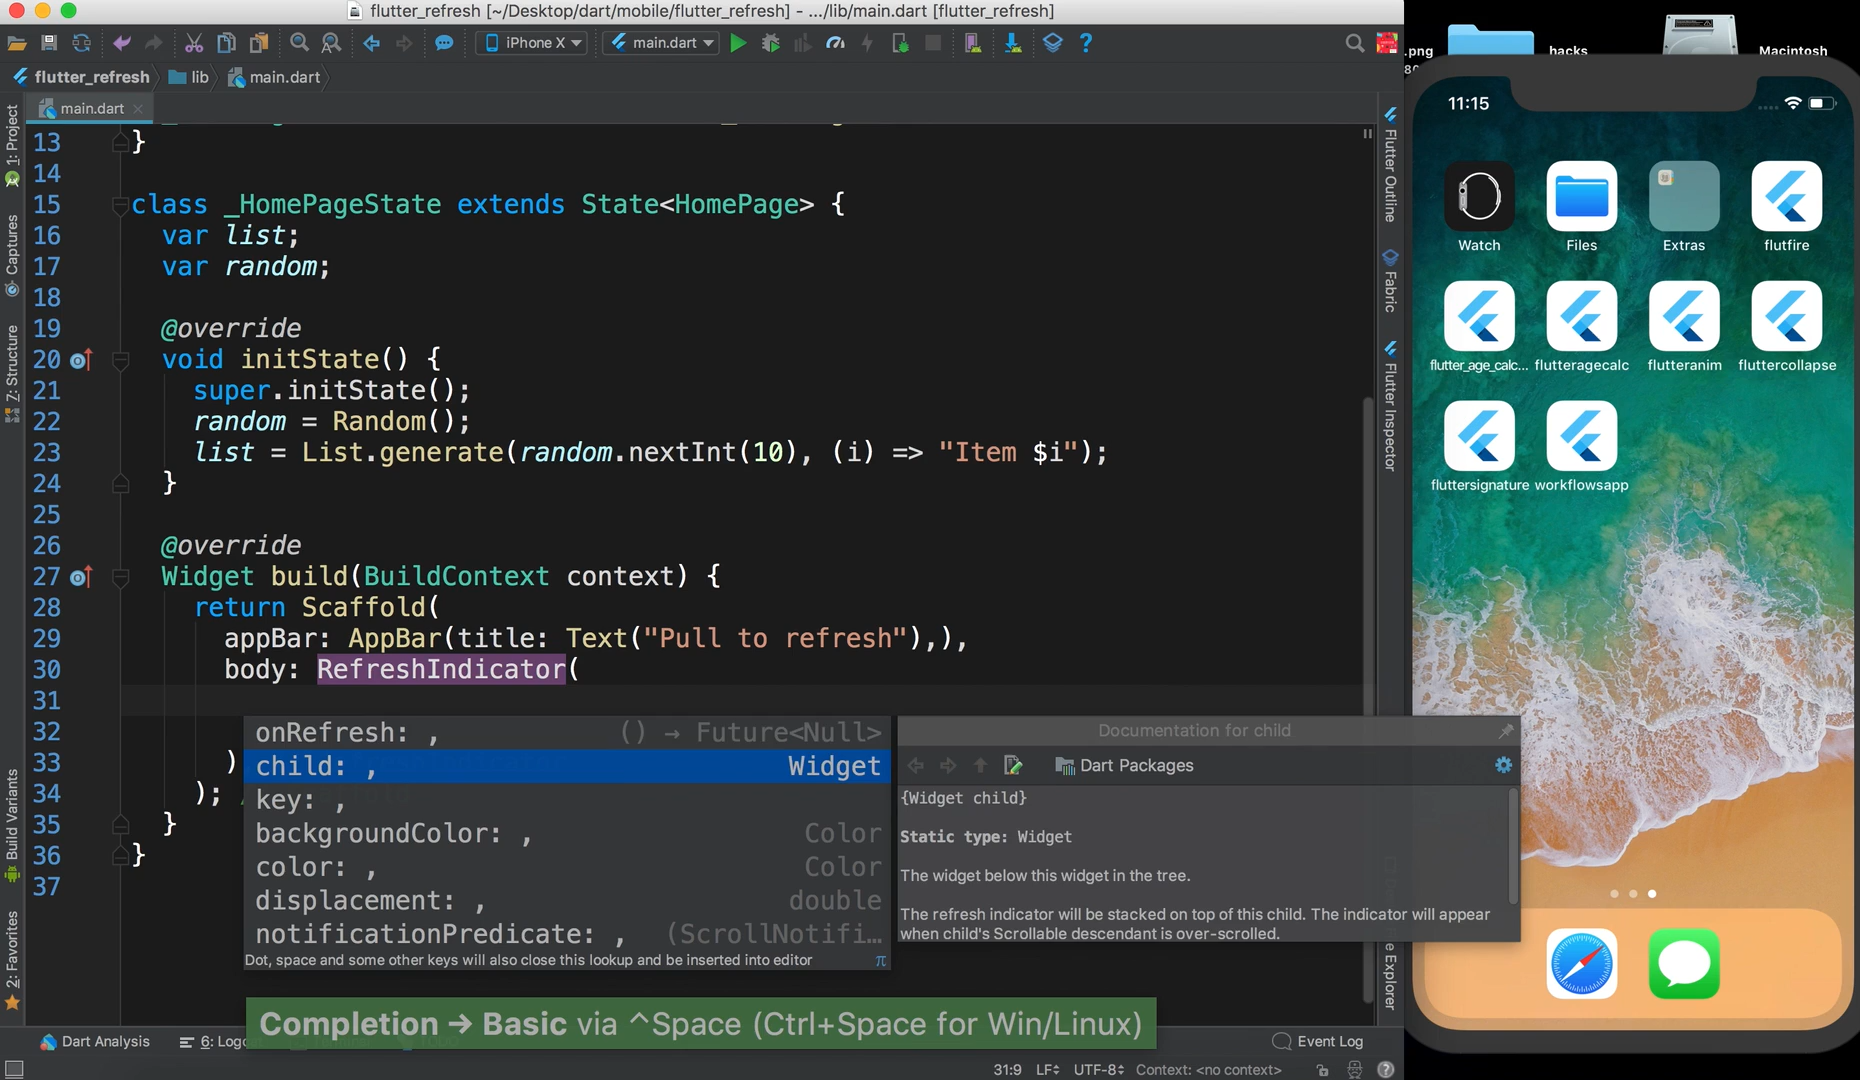 flutter_refresh [~/Desktop/dart/mobile/flutter_refresh] - .../lib/main.dart [flutter_refresh]
iPhone X
main.dart
flutter_refresh
lib
main.dart
main.dart
1: Project
Captures
Z: Structure
Build Variants
2: Favorites
13 }
14
15 class _HomePageState extends State<HomePage> {
16 var list;
17 var random;
18
19 @override
20 void initState() {
21 super.initState();
22 random = Random();
23 list = List.generate(random.nextInt(10), (i) => "Item $i");
24 }
25
26 @override
27 Widget build(BuildContext context) {
28 return Scaffold(
29 appBar: AppBar(title: Text("Pull to refresh"),),
30 body: RefreshIndicator(
31
32
33 )
34 );
35 }
36 }
37
onRefresh: , () → Future<Null>
child: , Widget
key: ,
backgroundColor: , Color
color: , Color
displacement: , double
notificationPredicate: , (ScrollNotifi…
Dot, space and some other keys will also close this lookup and be inserted into editor
π
Documentation for child
Dart Packages
{Widget child}
Static type: Widget
The widget below this widget in the tree.
The refresh indicator will be stacked on top of this child. The indicator will appear
when child's Scrollable descendant is over-scrolled.
Completion → Basic via ^Space (Ctrl+Space for Win/Linux)
Dart Analysis
6: Logc
Event Log
31:9
LF
UTF-8
Context: <no context>
Flutter Outline
Fabric
Flutter Inspector
Explorer
.png
hacks
Macintosh
11:15
Watch
Files
Extras
flutfire
flutter_age_calc...
flutteragecalc
flutteranim
fluttercollapse
fluttersignature
workflowsapp